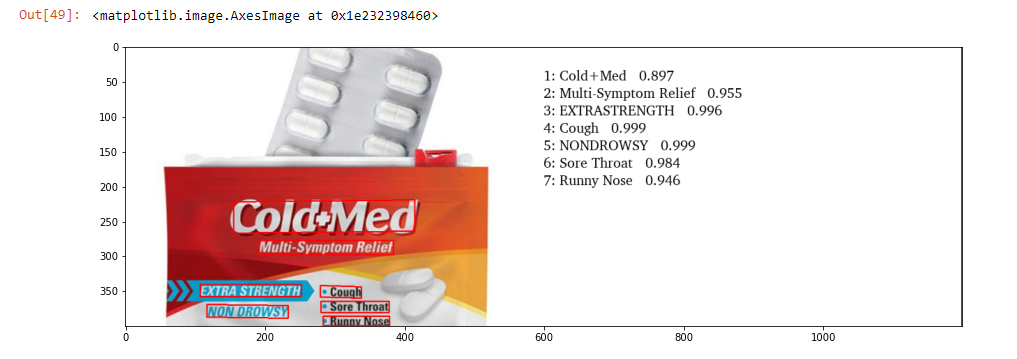 Out[49]: <matplotlib.image.AxesImage at 0x1e232398460>
0
50
100
150
200
250
300
350
0
200
400
600
800
1000
Cold+Med
Multi-Symptom Relief
EXTRA STRENGTH
NON DROWSY
• Cough
• Sore Throat
• Runny Nose
1: Cold+Med 0.897
2: Multi-Symptom Relief 0.955
3: EXTRASTRENGTH 0.996
4: Cough 0.999
5: NONDROWSY 0.999
6: Sore Throat 0.984
7: Runny Nose 0.946